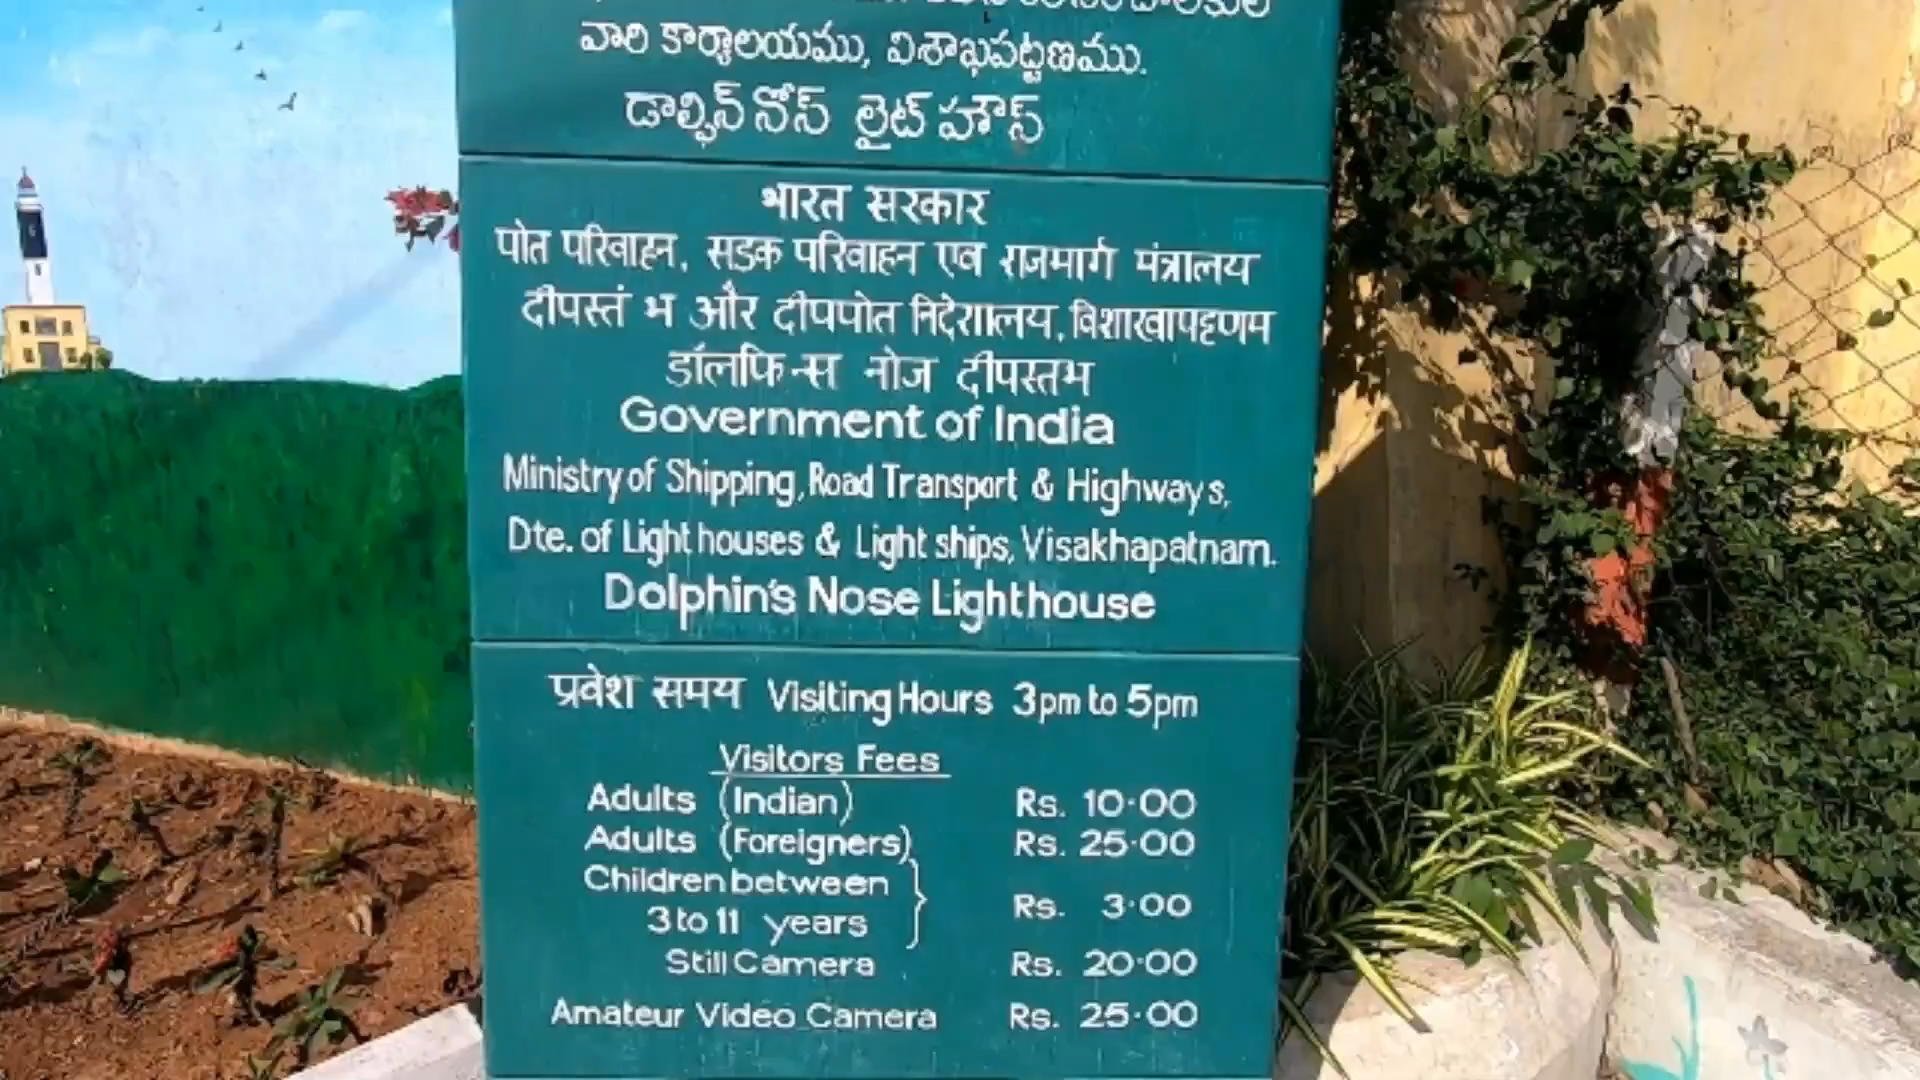 వారి కార్యాలయము, విశాఖపట్టణము.
డాల్ఫిన్ నోస్ లైట్ హౌస్
भारत सरकार
पोत परिवाहन, सडक परिवाहन एव राजमार्ग मंत्रालय
दीपस्तं भ और दीपपोत निदेशालय, विशाखापट्टणम
डॉलफिन्स नोज दीपस्तभ
Government of India
Ministry of Shipping, Road Transport & Highways,
Dte. of Light houses & Light ships, Visakhapatnam.
Dolphin's Nose Lighthouse
प्रवेश समय Visiting Hours 3pm to 5pm
Visitors Fees
Adults (Indian) Rs. 10·00
Adults (Foreigners) Rs. 25·00
Children between
3 to 11 years } Rs. 3·00
Still Camera Rs. 20·00
Amateur Video Camera Rs. 25·00